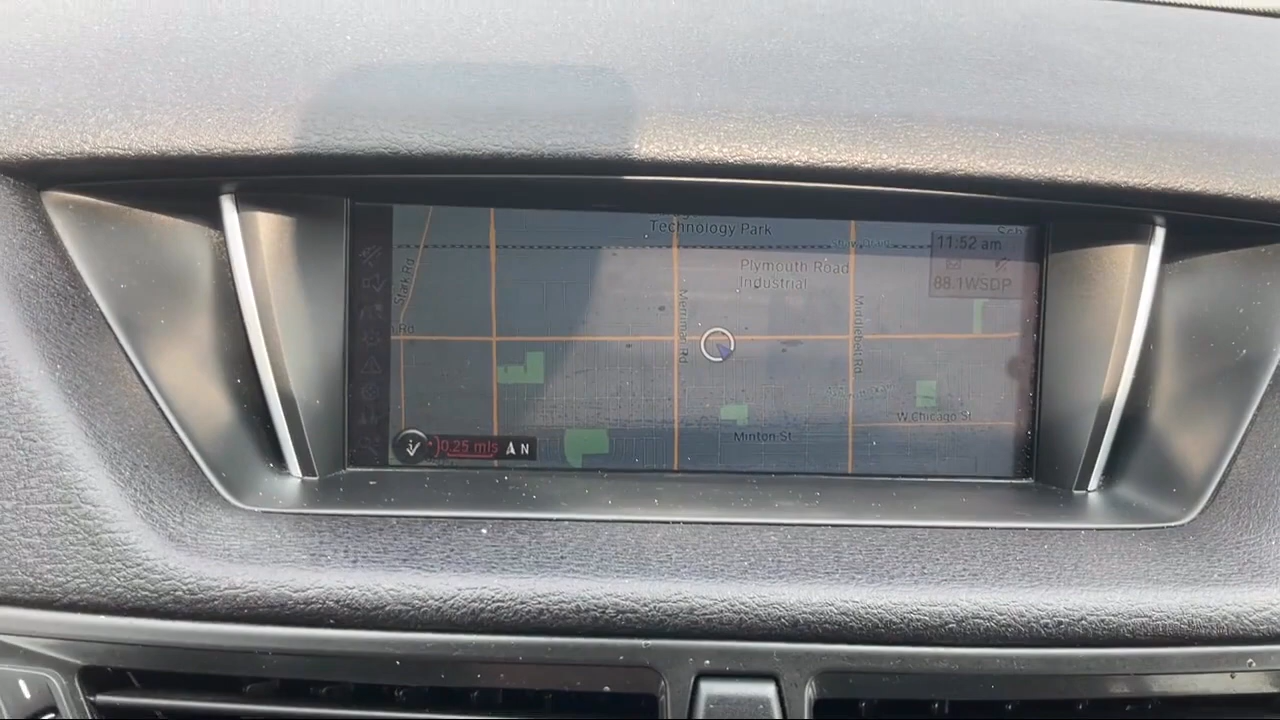 Technology Park
11:52 am
Plymouth Road
Industrial
88.1WSDP
Stark Rd
Merriman Rd
Middlebelt Rd
Rd
W Chicago St
Minton St
0.25 mls
N